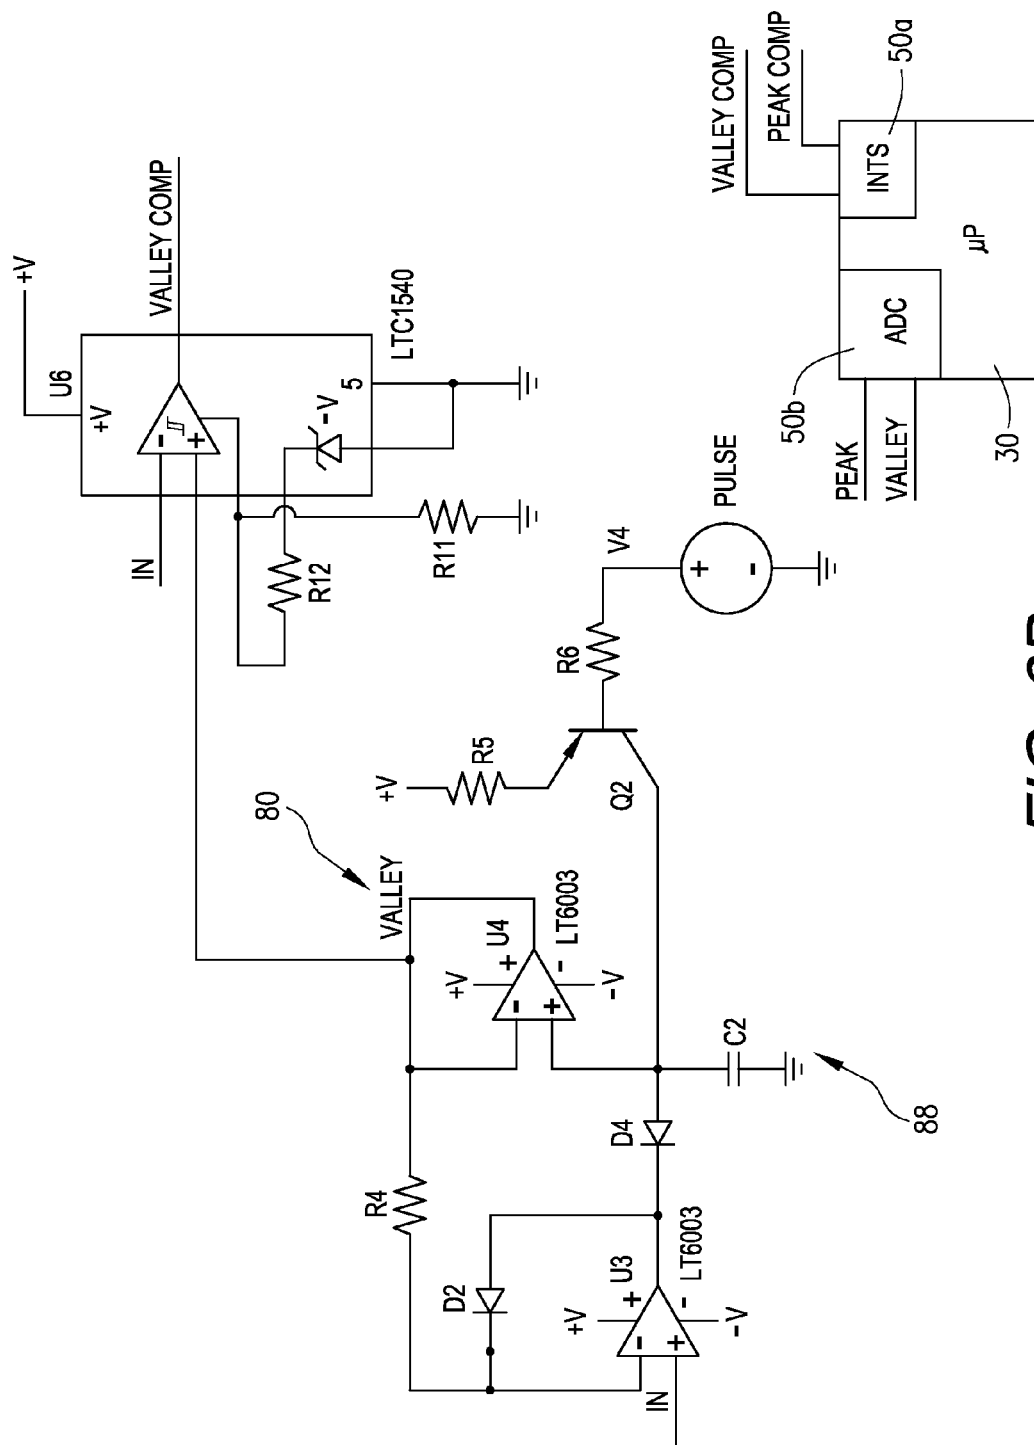 +V
U6
+V
-
+
IN
VALLEY COMP
-V
5
LTC1540
R12
R11
80
VALLEY
+V
R5
Q2
R6
V4
+
-
PULSE
R4
+V
U4
+
-
-
+
LT6003
-V
D2
D4
C2
88
+V
U3
+
-
-
+
LT6003
-V
IN
VALLEY COMP
PEAK COMP
INTS
50a
µP
ADC
50b
PEAK
VALLEY
30